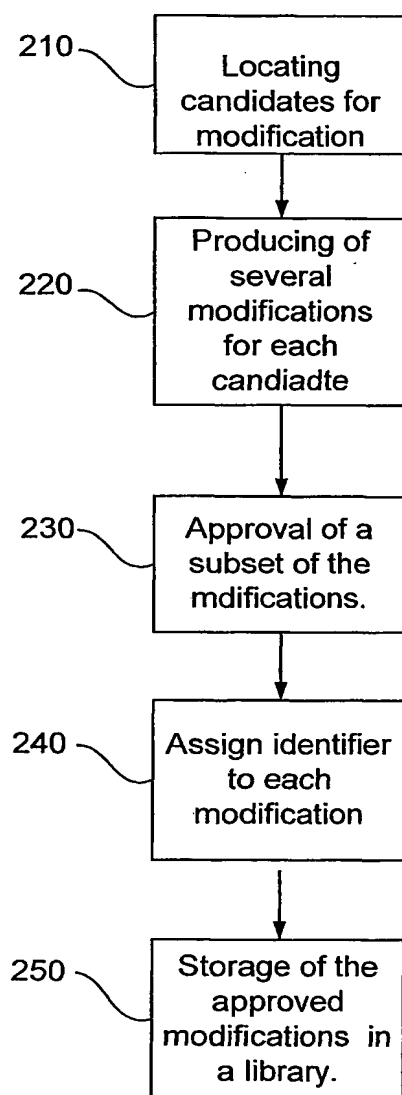 210
Locating
candidates for
modification
220
Producing of
several
modifications
for each
candiadte
230
Approval of a
subset of the
mdifications.
240
Assign identifier
to each
modification
250
Storage of the
approved
modifications in
a library.